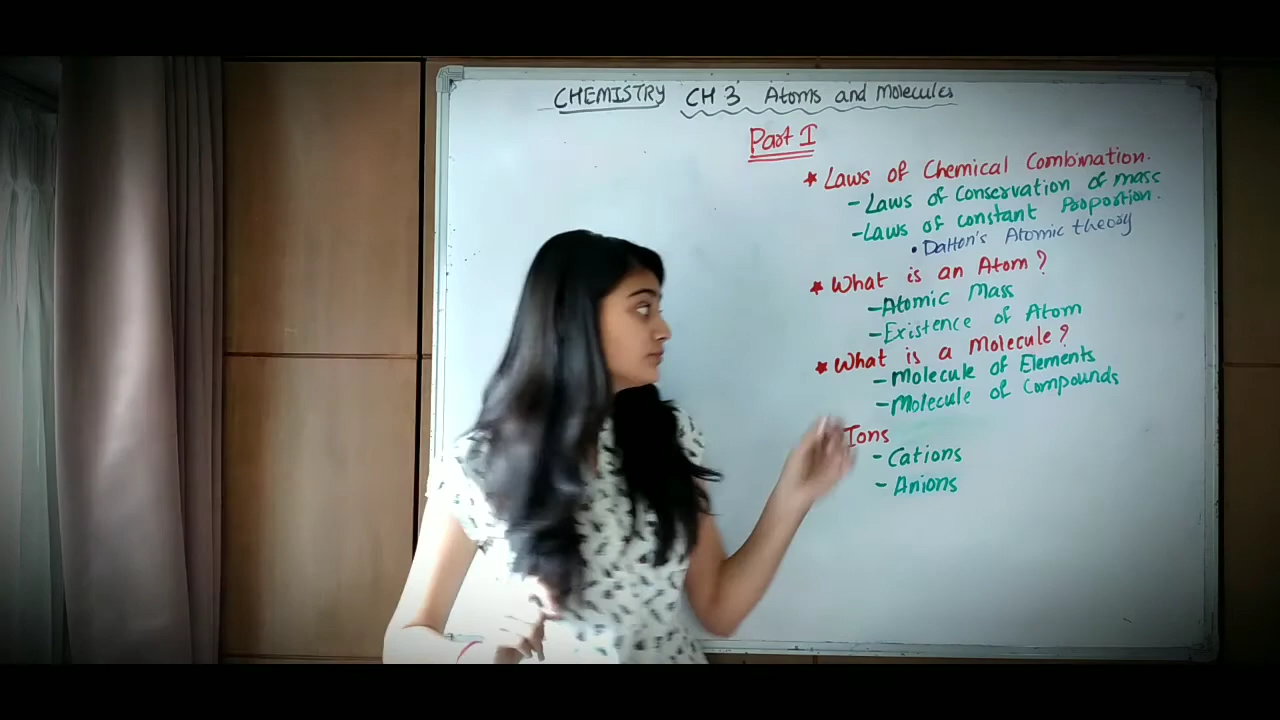 CHEMISTRY CH 3 Atoms and Molecules
Part I
* Laws of Chemical Combination.
- Laws of Conservation of mass
- Laws of constant Proportion.
• Dalton's Atomic theory
* What is an Atom?
- Atomic Mass
- Existence of Atom
* What is a Molecule?
- Molecule of Elements
- Molecule of Compounds
Ions
- Cations
- Anions